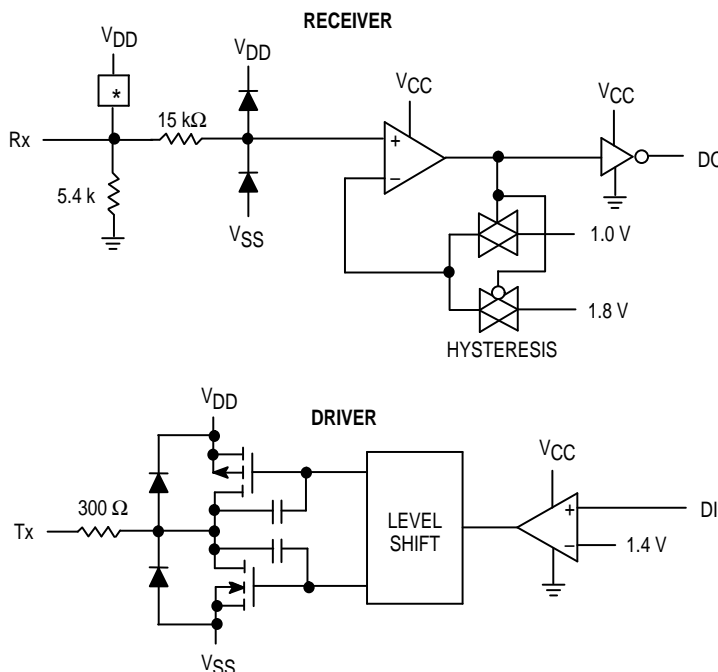 RECEIVER
VDD
*
Rx
15 kΩ
5.4 k
VDD
VSS
VCC
+
−
VCC
DO
1.0 V
1.8 V
HYSTERESIS
DRIVER
VDD
Tx
300 Ω
VSS
LEVEL
SHIFT
VCC
+
−
DI
1.4 V